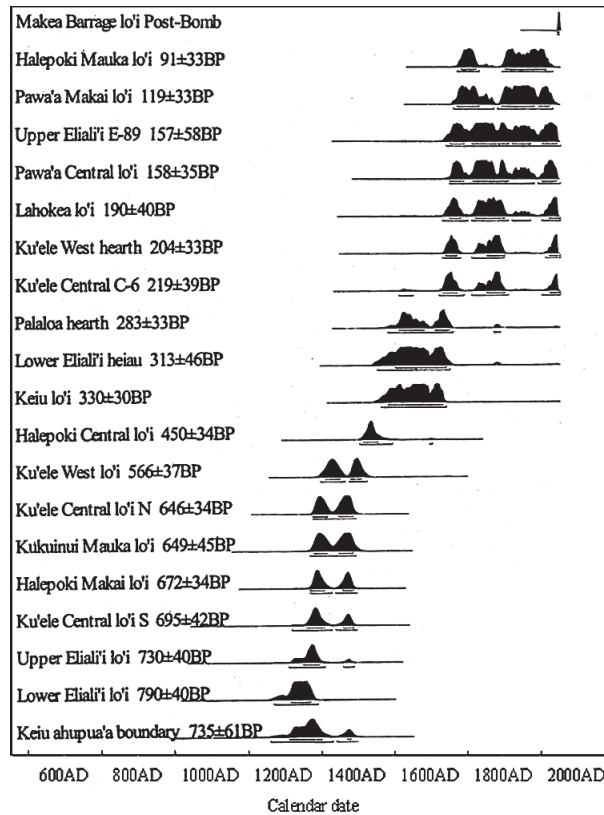 Makea Barrage lo'i Post-Bomb
Halepoki Mauka lo'i 91±33BP
Pawa'a Makai lo'i 119±33BP
Upper Eliali'i E-89 157±58BP
Pawa'a Central lo'i 158±35BP
Lahokea lo'i 190±40BP
Ku'ele West hearth 204±33BP
Ku'ele Central C-6 219±39BP
Palaloa hearth 283±33BP
Lower Eliali'i heiau 313±46BP
Keiu lo'i 330±30BP
Halepoki Central lo'i 450±34BP
Ku'ele West lo'i 566±37BP
Ku'ele Central lo'i N 646±34BP
Kukuinui Mauka lo'i 649±45BP
Halepoki Makai lo'i 672±34BP
Ku'ele Central lo'i S 695±42BP
Upper Eliali'i lo'i 730±40BP
Lower Eliali'i lo'i 790±40BP
Keiu ahupua'a boundary 735±61BP
600AD 800AD 1000AD 1200AD 1400AD 1600AD 1800AD 2000AD
Calendar date